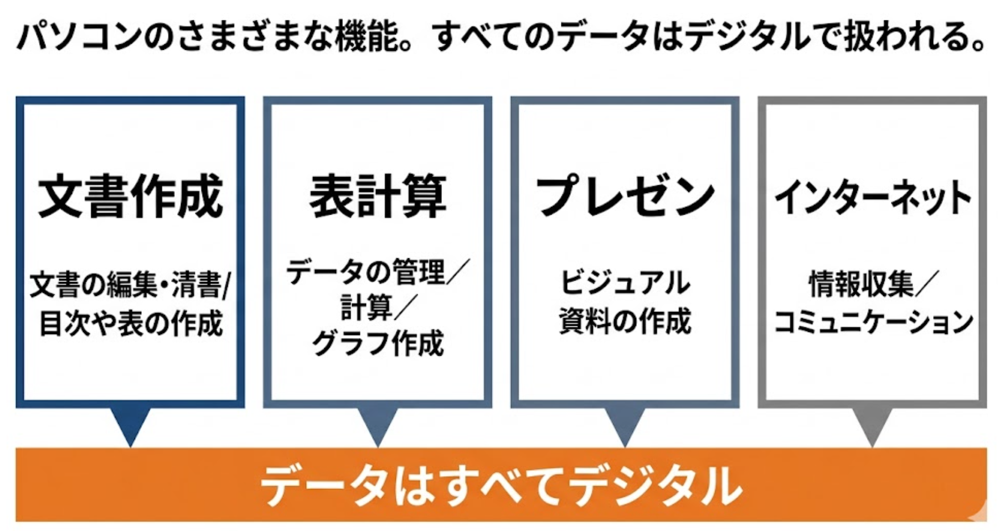 パソコンのさまざまな機能。すべてのデータはデジタルで扱われる。
文書作成
文書の編集・清書/
目次や表の作成
表計算
データの管理／
計算／
グラフ作成
プレゼン
ビジュアル
資料の作成
インターネット
情報収集／
コミュニケーション
データはすべてデジタル